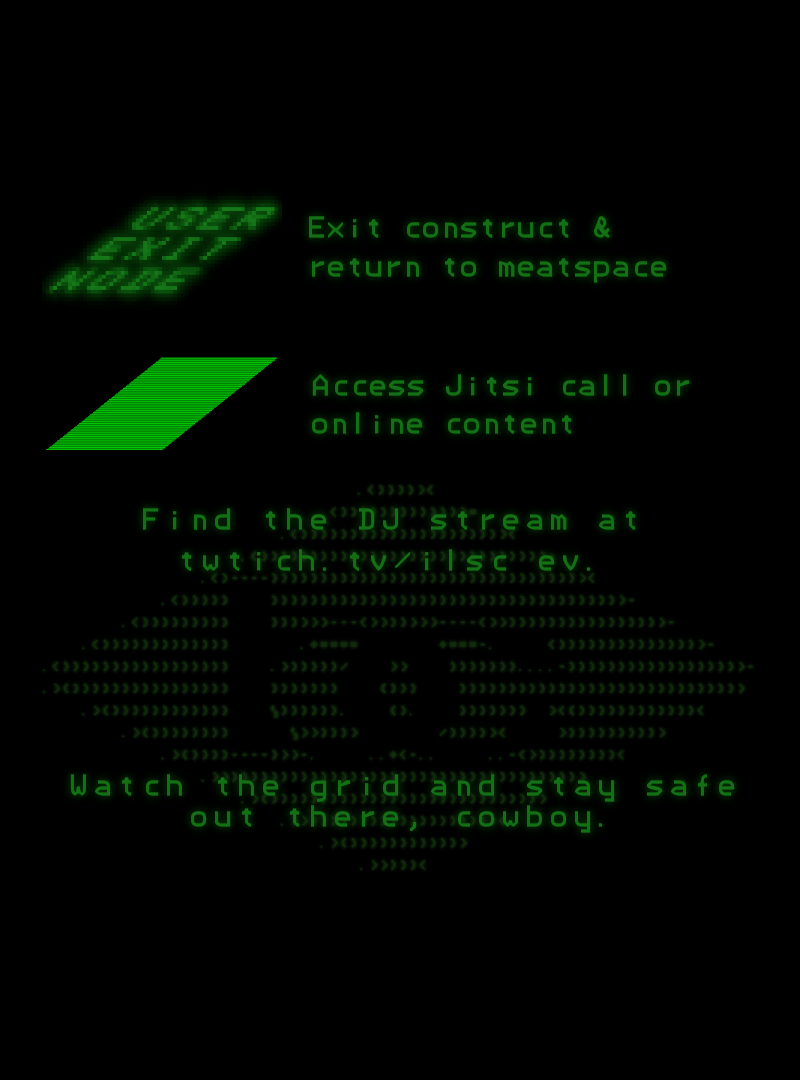 USER
EXIT
NODE
Exit construct &
return to meatspace
Access Jitsi call or
online content
Find the DJ stream at
twtich.tv/ilsc ev.
Watch the grid and stay safe
out there, cowboy.